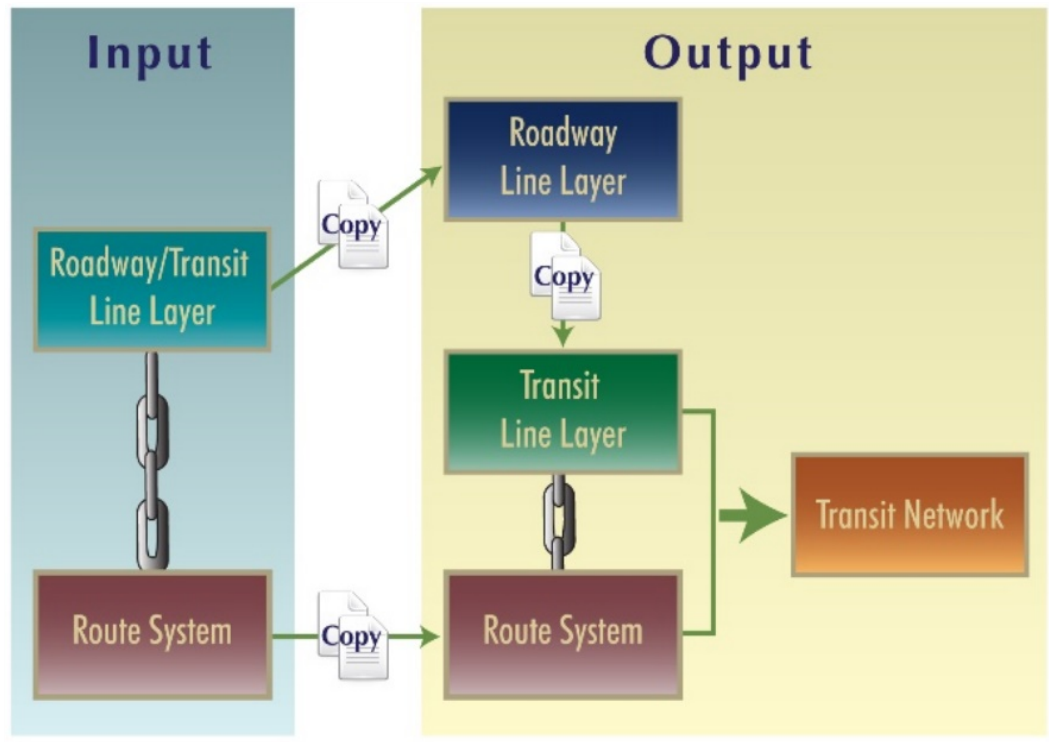 Input
Output
Roadway
Line Layer
Copy
Roadway/Transit
Line Layer
Copy
Transit
Line Layer
Transit Network
Route System
Copy
Route System